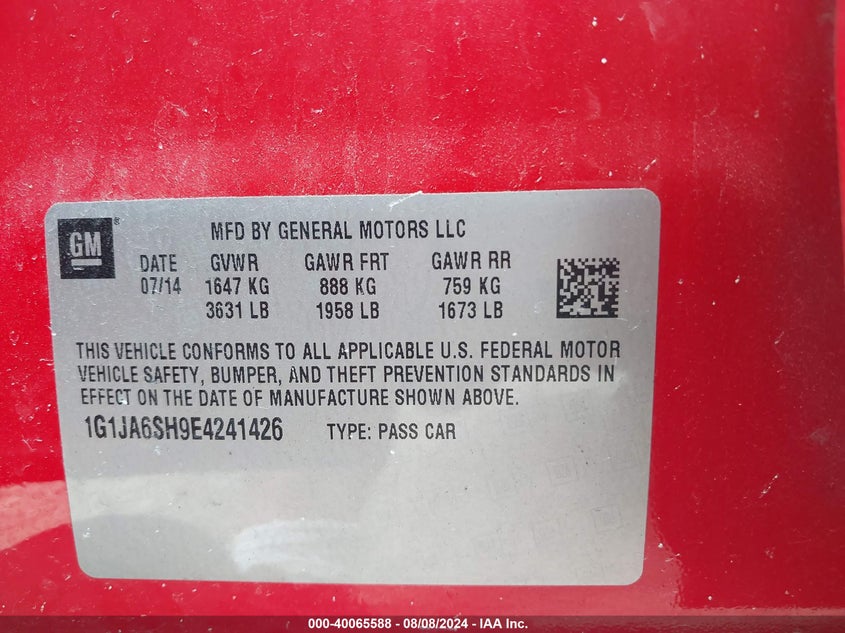 GM®
MFD BY GENERAL MOTORS LLC
DATE GVWR GAWR FRT GAWR RR
07/14 1647 KG 888 KG 759 KG
3631 LB 1958 LB 1673 LB
THIS VEHICLE CONFORMS TO ALL APPLICABLE U.S. FEDERAL MOTOR
VEHICLE SAFETY, BUMPER, AND THEFT PREVENTION STANDARDS IN
EFFECT ON THE DATE OF MANUFACTURE SHOWN ABOVE.
1G1JA6SH9E4241426 TYPE: PASS CAR
000-40065588 - 08/08/2024 - IAA Inc.